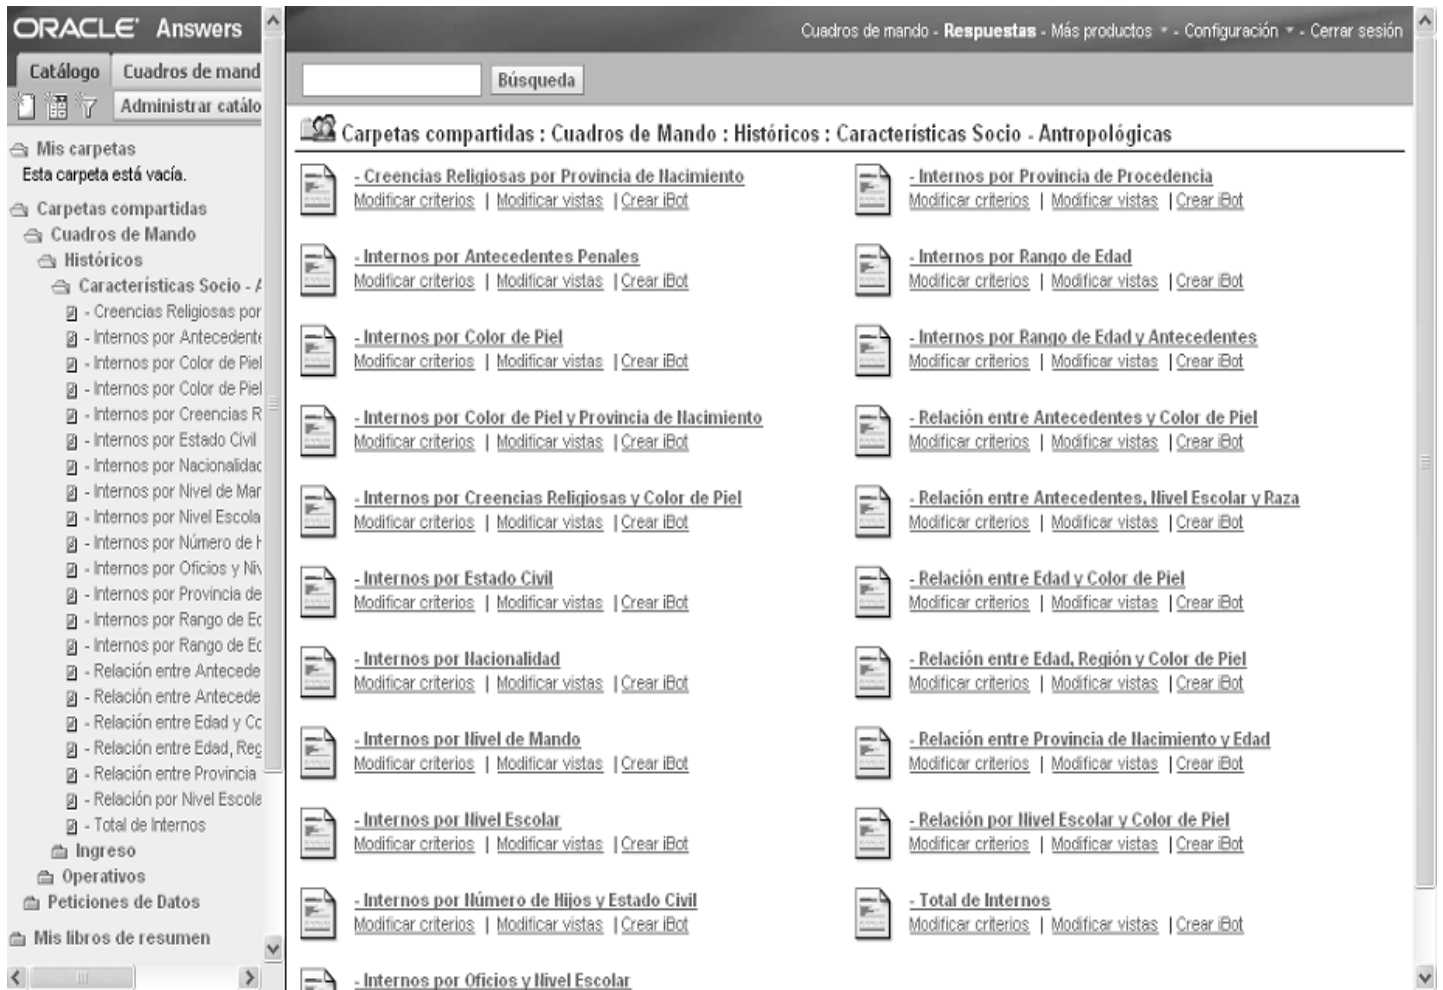 ORACLE Answers
Cuadros de mando - Respuestas - Más productos - Configuración - Cerrar sesión
Catálogo Cuadros de mand
Administrar catálo
Búsqueda
Mis carpetas
Esta carpeta está vacía.
Carpetas compartidas
Cuadros de Mando
Históricos
Características Socio - A
- Creencias Religiosas por
- Internos por Antecedente
- Internos por Color de Piel
- Internos por Color de Piel
- Internos por Creencias R
- Internos por Estado Civil
- Internos por Nacionalidad
- Internos por Nivel de Man
- Internos por Nivel Escola
- Internos por Número de H
- Internos por Oficios y Niv
- Internos por Provincia de
- Internos por Rango de Ed
- Internos por Rango de Ed
- Relación entre Antecede
- Relación entre Antecede
- Relación entre Edad y Co
- Relación entre Edad, Reg
- Relación entre Provincia
- Relación por Nivel Escola
- Total de Internos
Ingreso
Operativos
Peticiones de Datos
Mis libros de resumen
Carpetas compartidas : Cuadros de Mando : Históricos : Características Socio - Antropológicas
- Creencias Religiosas por Provincia de Nacimiento
Modificar criterios | Modificar vistas | Crear iBot
- Internos por Antecedentes Penales
Modificar criterios | Modificar vistas | Crear iBot
- Internos por Color de Piel
Modificar criterios | Modificar vistas | Crear iBot
- Internos por Color de Piel y Provincia de Nacimiento
Modificar criterios | Modificar vistas | Crear iBot
- Internos por Creencias Religiosas y Color de Piel
Modificar criterios | Modificar vistas | Crear iBot
- Internos por Estado Civil
Modificar criterios | Modificar vistas | Crear iBot
- Internos por Nacionalidad
Modificar criterios | Modificar vistas | Crear iBot
- Internos por Nivel de Mando
Modificar criterios | Modificar vistas | Crear iBot
- Internos por Nivel Escolar
Modificar criterios | Modificar vistas | Crear iBot
- Internos por Número de Hijos y Estado Civil
Modificar criterios | Modificar vistas | Crear iBot
- Internos por Oficios y Nivel Escolar
- Internos por Provincia de Procedencia
Modificar criterios | Modificar vistas | Crear iBot
- Internos por Rango de Edad
Modificar criterios | Modificar vistas | Crear iBot
- Internos por Rango de Edad y Antecedentes
Modificar criterios | Modificar vistas | Crear iBot
- Relación entre Antecedentes y Color de Piel
Modificar criterios | Modificar vistas | Crear iBot
- Relación entre Antecedentes, Nivel Escolar y Raza
Modificar criterios | Modificar vistas | Crear iBot
- Relación entre Edad y Color de Piel
Modificar criterios | Modificar vistas | Crear iBot
- Relación entre Edad, Región y Color de Piel
Modificar criterios | Modificar vistas | Crear iBot
- Relación entre Provincia de Nacimiento y Edad
Modificar criterios | Modificar vistas | Crear iBot
- Relación por Nivel Escolar y Color de Piel
Modificar criterios | Modificar vistas | Crear iBot
- Total de Internos
Modificar criterios | Modificar vistas | Crear iBot